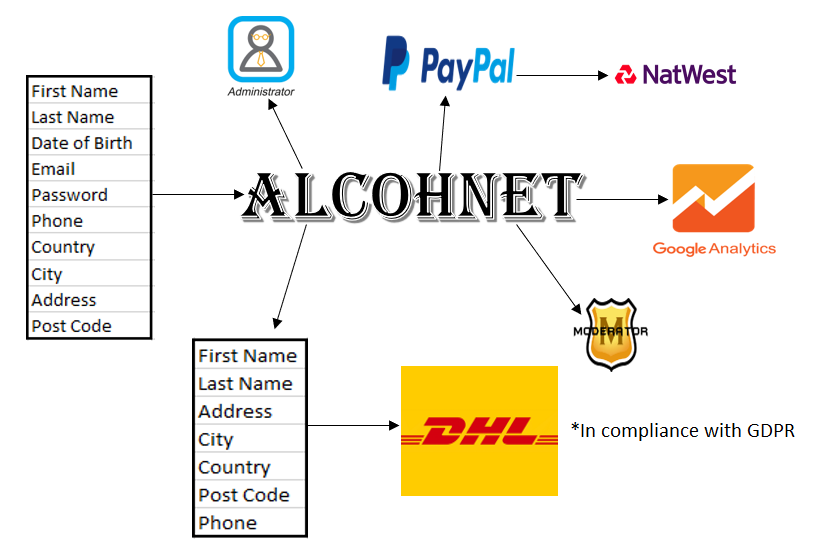 Administrator
PayPal
NatWest
First Name
Last Name
Date of Birth
Email
Password
Phone
Country
City
Address
Post Code
ALCOHNET
Google Analytics
M
MODERATOR
First Name
Last Name
Address
City
Country
Post Code
Phone
DHL
*In compliance with GDPR